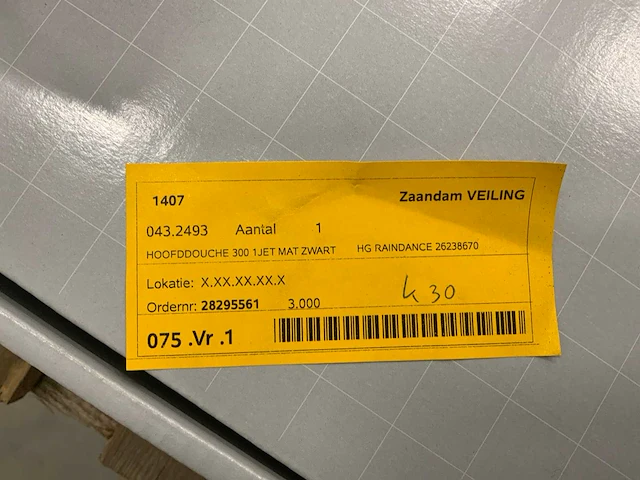 1407 Zaandam VEILING
043.2493 Aantal 1
HOOFDDOUCHE 300 1JET MAT ZWART HG RAINDANCE 26238670
Lokatie: X.XX.XX.XX.X
Ordernr: 28295561 3.000
k 30
075 .Vr .1